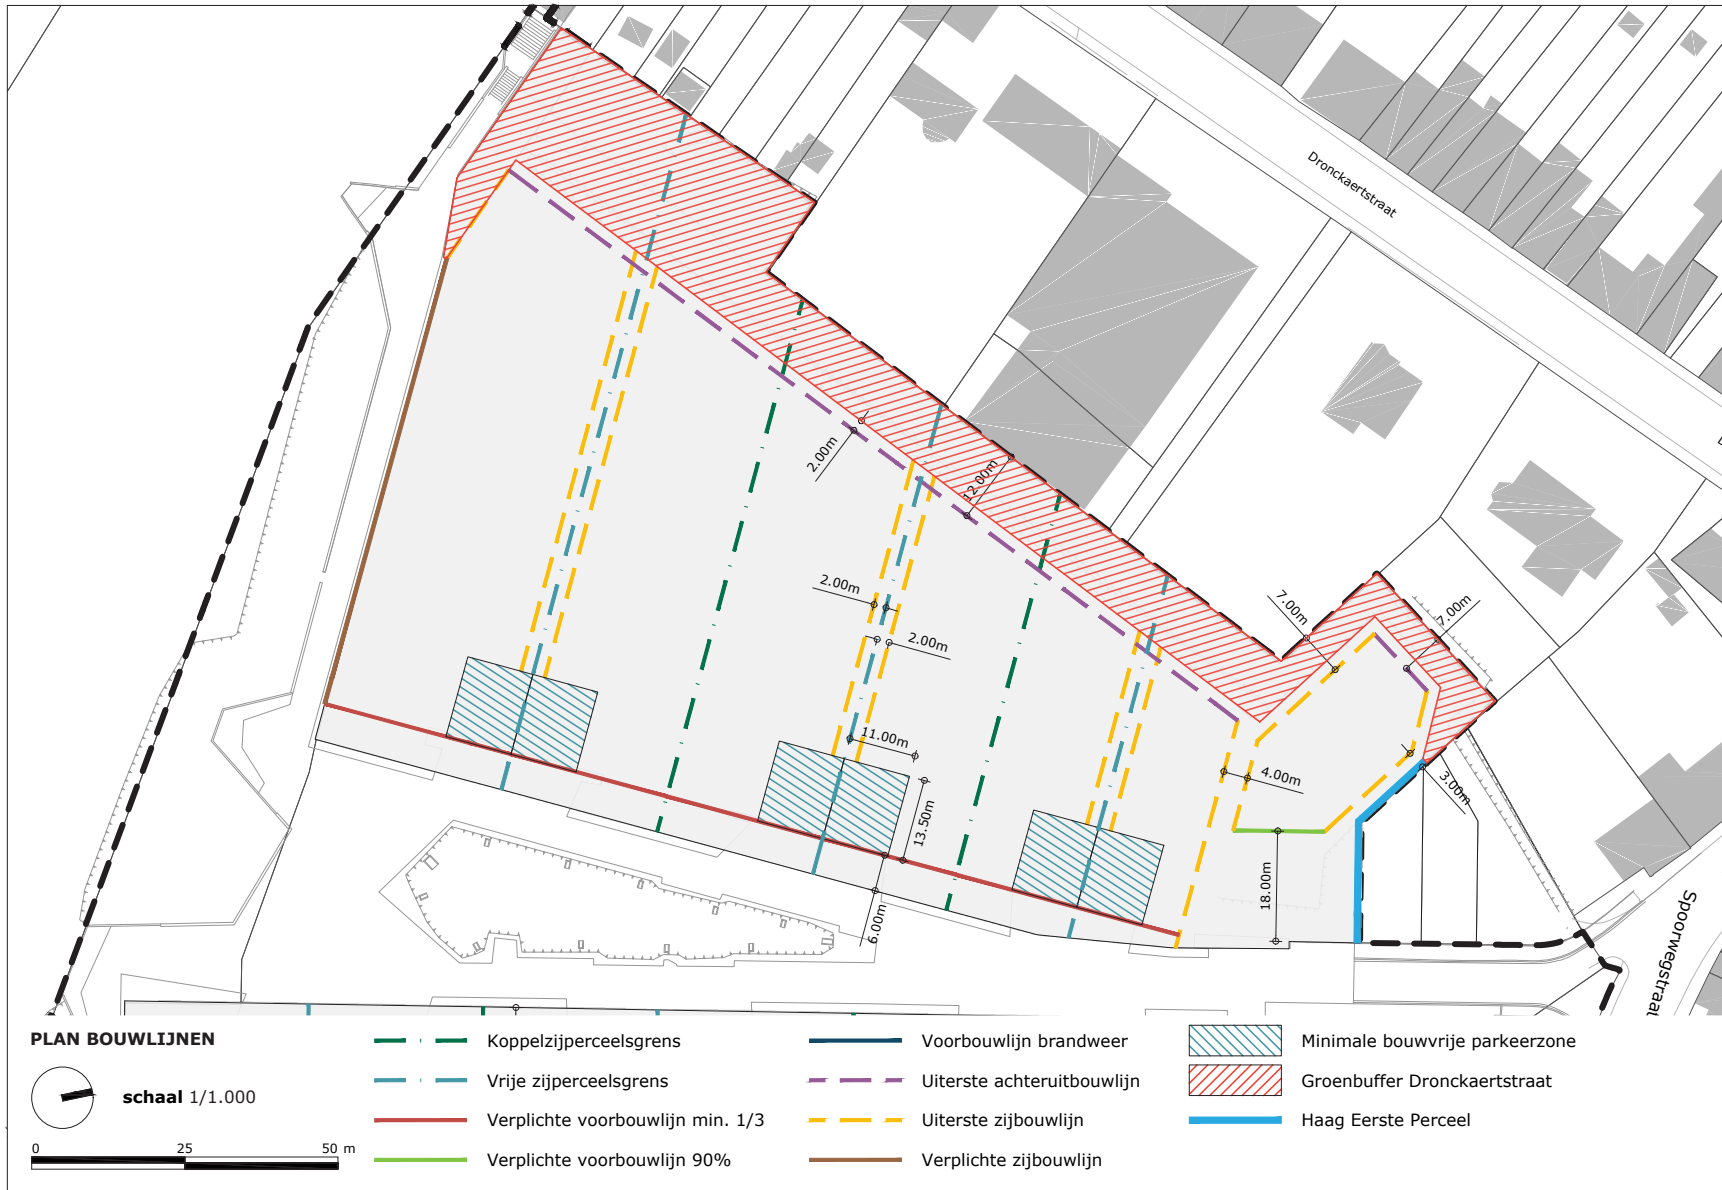 Dronckaertstraat
2.00m
12.00m
2.00m
2.00m
7.00m
7.00m
11.00m
13.50m
4.00m
3.00m
18.00m
6.00m
Spoorwegstraat
PLAN BOUWLIJNEN
schaal 1/1.000
0 25 50 m
Koppelzijperceelsgrens
Vrije zijperceelsgrens
Verplichte voorbouwlijn min. 1/3
Verplichte voorbouwlijn 90%
Voorbouwlijn brandweer
Uiterste achteruitbouwlijn
Uiterste zijbouwlijn
Verplichte zijbouwlijn
Minimale bouwvrije parkeerzone
Groenbuffer Dronckaertstraat
Haag Eerste Perceel